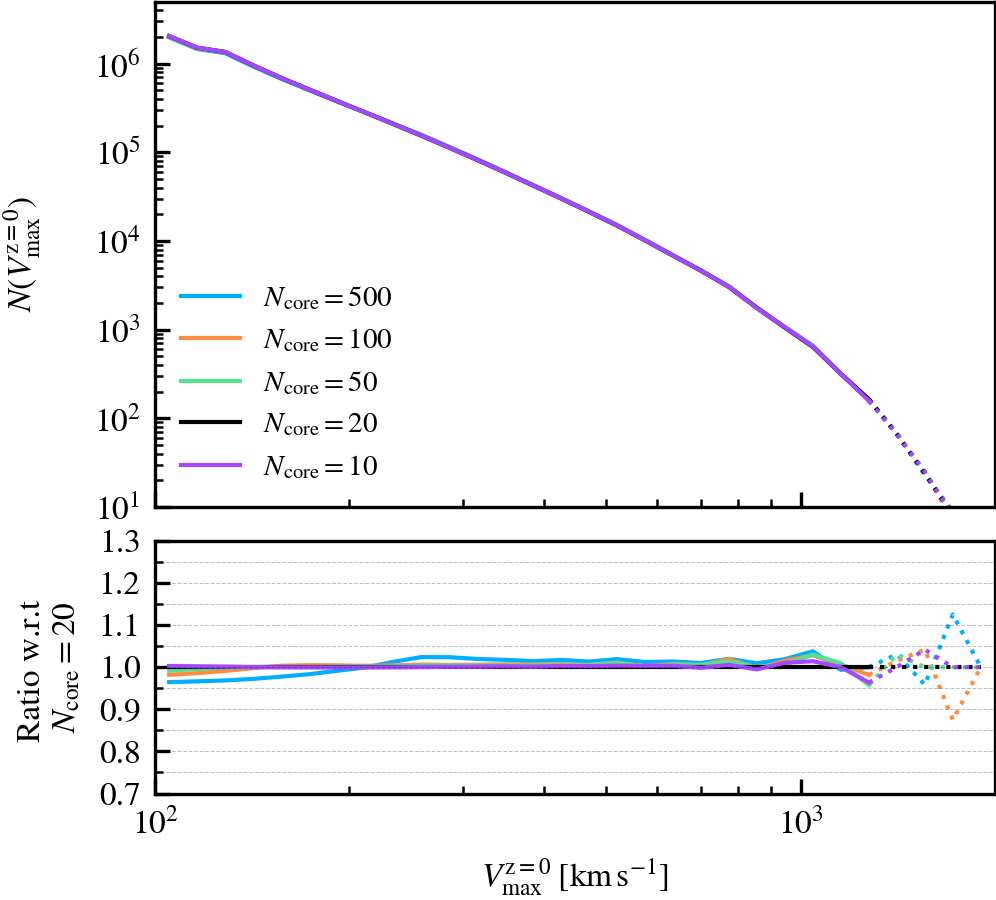 10^6
10^5
10^4
10^3
10^2
10^1
N(V_max^{z=0})
N_core = 500
N_core = 100
N_core = 50
N_core = 20
N_core = 10
1.3
1.2
1.1
1.0
0.9
0.8
0.7
Ratio w.r.t
N_core = 20
10^2
10^3
V_max^{z=0} [km s^{−1}]